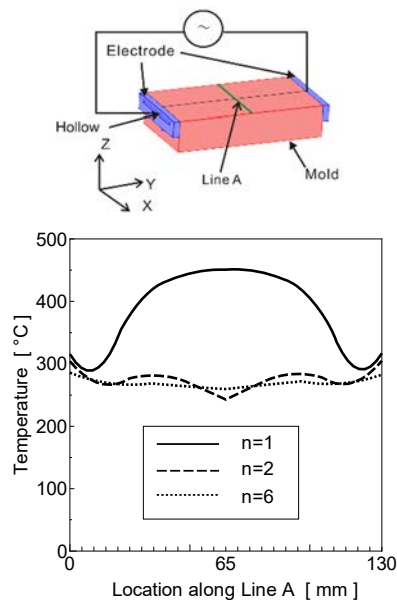 ~
Electrode
Hollow
Z
Y
X
Line A
Mold
500
400
300
200
100
0
Temperature [ °C]
n=1
n=2
n=6
0
65
130
Location along Line A [ mm ]